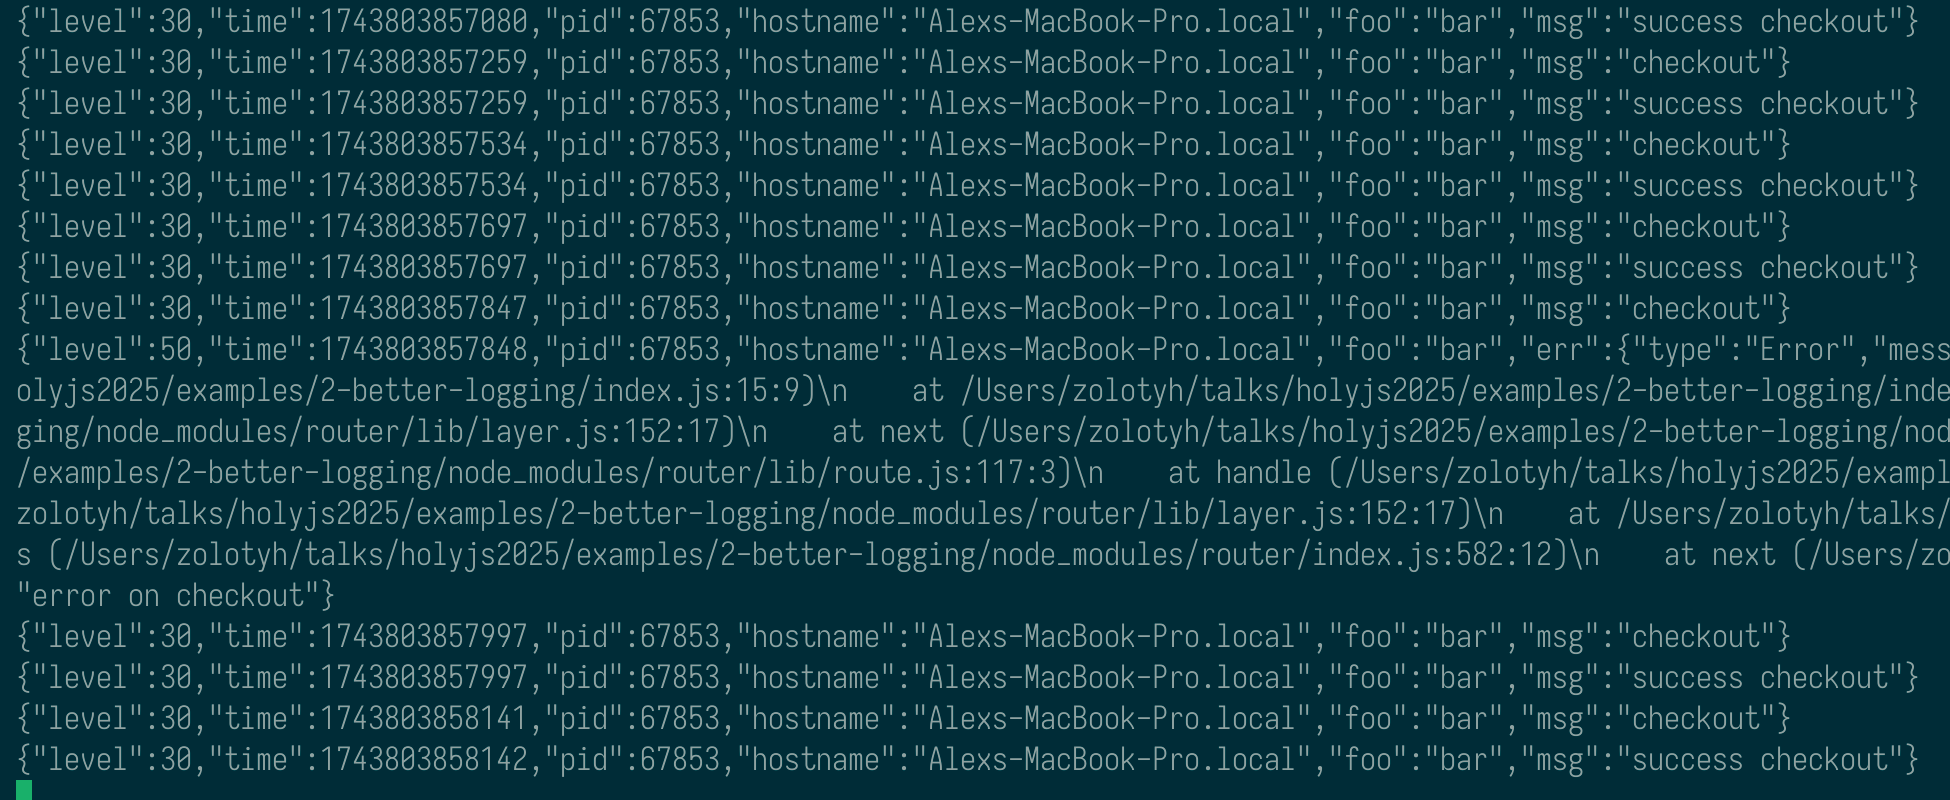 {"level":30,"time":1743803857080,"pid":67853,"hostname":"Alexs-MacBook-Pro.local","foo":"bar","msg":"success checkout"}
{"level":30,"time":1743803857259,"pid":67853,"hostname":"Alexs-MacBook-Pro.local","foo":"bar","msg":"checkout"}
{"level":30,"time":1743803857259,"pid":67853,"hostname":"Alexs-MacBook-Pro.local","foo":"bar","msg":"success checkout"}
{"level":30,"time":1743803857534,"pid":67853,"hostname":"Alexs-MacBook-Pro.local","foo":"bar","msg":"checkout"}
{"level":30,"time":1743803857534,"pid":67853,"hostname":"Alexs-MacBook-Pro.local","foo":"bar","msg":"success checkout"}
{"level":30,"time":1743803857697,"pid":67853,"hostname":"Alexs-MacBook-Pro.local","foo":"bar","msg":"checkout"}
{"level":30,"time":1743803857697,"pid":67853,"hostname":"Alexs-MacBook-Pro.local","foo":"bar","msg":"success checkout"}
{"level":30,"time":1743803857847,"pid":67853,"hostname":"Alexs-MacBook-Pro.local","foo":"bar","msg":"checkout"}
{"level":50,"time":1743803857848,"pid":67853,"hostname":"Alexs-MacBook-Pro.local","foo":"bar","err":{"type":"Error","mess
olyjs2025/examples/2-better-logging/index.js:15:9)\n    at /Users/zolotyh/talks/holyjs2025/examples/2-better-logging/inde
ging/node_modules/router/lib/layer.js:152:17)\n    at next (/Users/zolotyh/talks/holyjs2025/examples/2-better-logging/nod
/examples/2-better-logging/node_modules/router/lib/route.js:117:3)\n    at handle (/Users/zolotyh/talks/holyjs2025/exampl
zolotyh/talks/holyjs2025/examples/2-better-logging/node_modules/router/lib/layer.js:152:17)\n    at /Users/zolotyh/talks/
s (/Users/zolotyh/talks/holyjs2025/examples/2-better-logging/node_modules/router/index.js:582:12)\n    at next (/Users/zo
"error on checkout"}
{"level":30,"time":1743803857997,"pid":67853,"hostname":"Alexs-MacBook-Pro.local","foo":"bar","msg":"checkout"}
{"level":30,"time":1743803857997,"pid":67853,"hostname":"Alexs-MacBook-Pro.local","foo":"bar","msg":"success checkout"}
{"level":30,"time":1743803858141,"pid":67853,"hostname":"Alexs-MacBook-Pro.local","foo":"bar","msg":"checkout"}
{"level":30,"time":1743803858142,"pid":67853,"hostname":"Alexs-MacBook-Pro.local","foo":"bar","msg":"success checkout"}